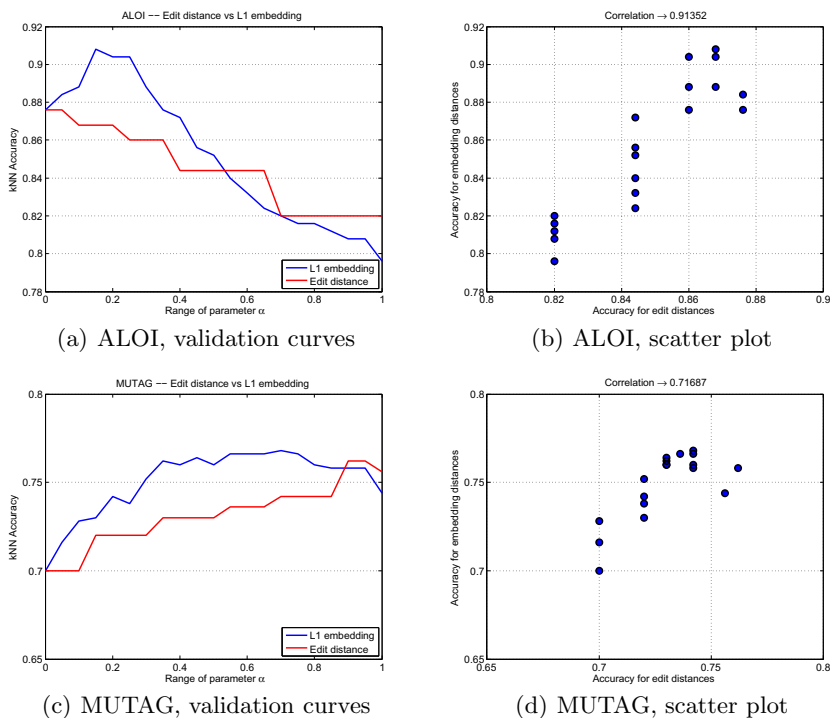 ALOI −− Edit distance vs L1 embedding
0.92
0.9
0.88
0.86
0.84
0.82
0.8
0.78
kNN Accuracy
0 0.2 0.4 0.6 0.8 1
Range of parameter α
L1 embedding
Edit distance
(a) ALOI, validation curves
Correlation → 0.91352
0.92
0.9
0.88
0.86
0.84
0.82
0.8
0.78
Accuracy for embedding distances
0.8 0.82 0.84 0.86 0.88 0.9
Accuracy for edit distances
(b) ALOI, scatter plot
MUTAG −− Edit distance vs L1 embedding
0.8
0.75
0.7
0.65
kNN Accuracy
0 0.2 0.4 0.6 0.8 1
Range of parameter α
L1 embedding
Edit distance
(c) MUTAG, validation curves
Correlation → 0.71687
0.8
0.75
0.7
0.65
Accuracy for embedding distances
0.65 0.7 0.75 0.8
Accuracy for edit distances
(d) MUTAG, scatter plot